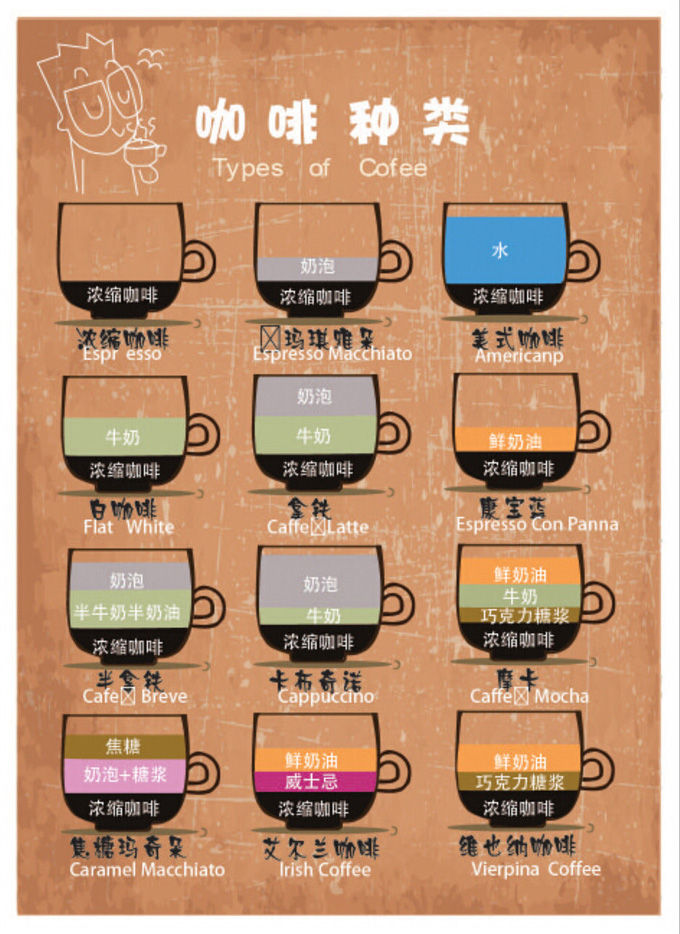 咖啡种类
Types of Cofee
浓缩咖啡
浓缩咖啡
Espr esso
奶泡
浓缩咖啡
玛琪雅朵
Espresso Macchiato
水
浓缩咖啡
美式咖啡
Americanp
牛奶
浓缩咖啡
白咖啡
Flat White
奶泡
牛奶
浓缩咖啡
拿铁
Caffe Latte
鲜奶油
浓缩咖啡
康宝蓝
Espresso Con Panna
奶泡
半牛奶半奶油
浓缩咖啡
半拿铁
Cafe Breve
奶泡
牛奶
浓缩咖啡
卡布奇诺
Cappuccino
鲜奶油
牛奶
巧克力糖浆
浓缩咖啡
摩卡
Caffe Mocha
焦糖
奶泡+糖浆
浓缩咖啡
焦糖玛奇朵
Caramel Macchiato
鲜奶油
威士忌
浓缩咖啡
艾尔兰咖啡
Irish Coffee
鲜奶油
巧克力糖浆
浓缩咖啡
维也纳咖啡
Vierpina Coffee